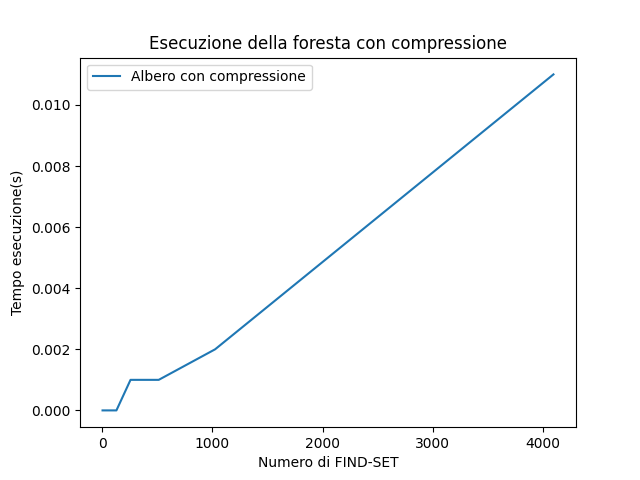 Esecuzione della foresta con compressione
Albero con compressione
0.010
0.008
0.006
0.004
0.002
0.000
Tempo esecuzione(s)
0 1000 2000 3000 4000
Numero di FIND-SET